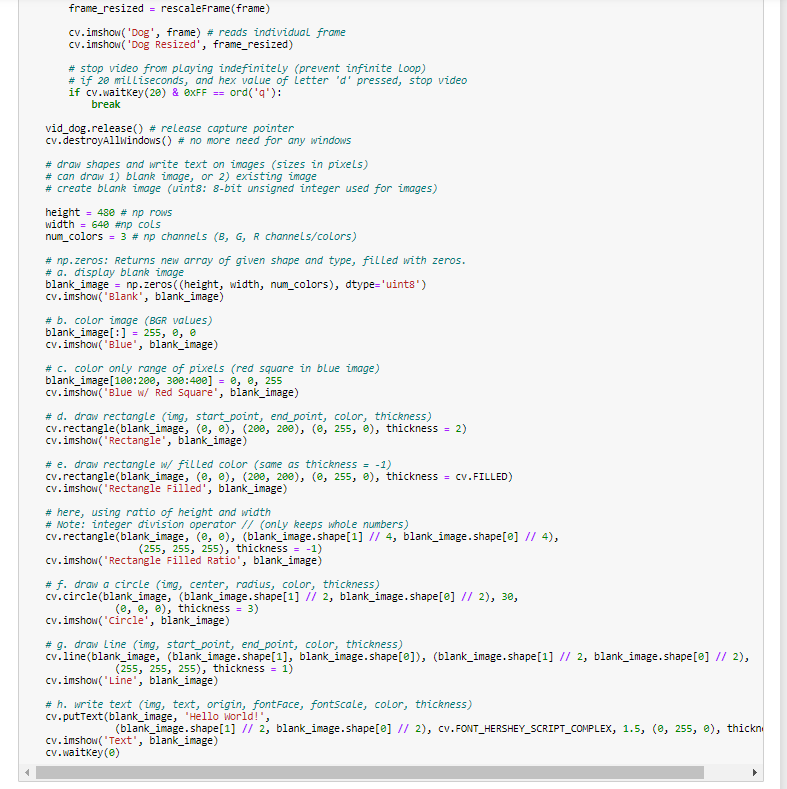 frame_resized = rescaleFrame(frame)
cv.imshow('Dog', frame) # reads individual frame
cv.imshow('Dog Resized', frame_resized)
# stop video from playing indefinitely (prevent infinite loop)
# if 20 milliseconds, and hex value of letter 'd' pressed, stop video
if cv.waitKey(20) & 0xFF == ord('q'):
break
vid_dog.release() # release capture pointer
cv.destroyAllWindows() # no more need for any windows
# draw shapes and write text on images (sizes in pixels)
# can draw 1) blank image, or 2) existing image
# create blank image (uint8: 8-bit unsigned integer used for images)
height = 480 # np rows
width = 640 #np cols
num_colors = 3 # np channels (B, G, R channels/colors)
# np.zeros: Returns new array of given shape and type, filled with zeros.
# a. display blank image
blank_image = np.zeros((height, width, num_colors), dtype='uint8')
cv.imshow('Blank', blank_image)
# b. color image (BGR values)
blank_image[:] = 255, 0, 0
cv.imshow('Blue', blank_image)
# c. color only range of pixels (red square in blue image)
blank_image[100:200, 300:400] = 0, 0, 255
cv.imshow('Blue w/ Red Square', blank_image)
# d. draw rectangle (img, start_point, end_point, color, thickness)
cv.rectangle(blank_image, (0, 0), (200, 200), (0, 255, 0), thickness = 2)
cv.imshow('Rectangle', blank_image)
# e. draw rectangle w/ filled color (same as thickness = -1)
cv.rectangle(blank_image, (0, 0), (200, 200), (0, 255, 0), thickness = cv.FILLED)
cv.imshow('Rectangle Filled', blank_image)
# here, using ratio of height and width
# Note: integer division operator // (only keeps whole numbers)
cv.rectangle(blank_image, (0, 0), (blank_image.shape[1] // 4, blank_image.shape[0] // 4),
(255, 255, 255), thickness = -1)
cv.imshow('Rectangle Filled Ratio', blank_image)
# f. draw a circle (img, center, radius, color, thickness)
cv.circle(blank_image, (blank_image.shape[1] // 2, blank_image.shape[0] // 2), 30,
(0, 0, 0), thickness = 3)
cv.imshow('Circle', blank_image)
# g. draw line (img, start_point, end_point, color, thickness)
cv.line(blank_image, (blank_image.shape[1], blank_image.shape[0]), (blank_image.shape[1] // 2, blank_image.shape[0] // 2),
(255, 255, 255), thickness = 1)
cv.imshow('Line', blank_image)
# h. write text (img, text, origin, fontFace, fontScale, color, thickness)
cv.putText(blank_image, 'Hello World!',
(blank_image.shape[1] // 2, blank_image.shape[0] // 2), cv.FONT_HERSHEY_SCRIPT_COMPLEX, 1.5, (0, 255, 0),
cv.imshow('Text', blank_image)
cv.waitKey(0)